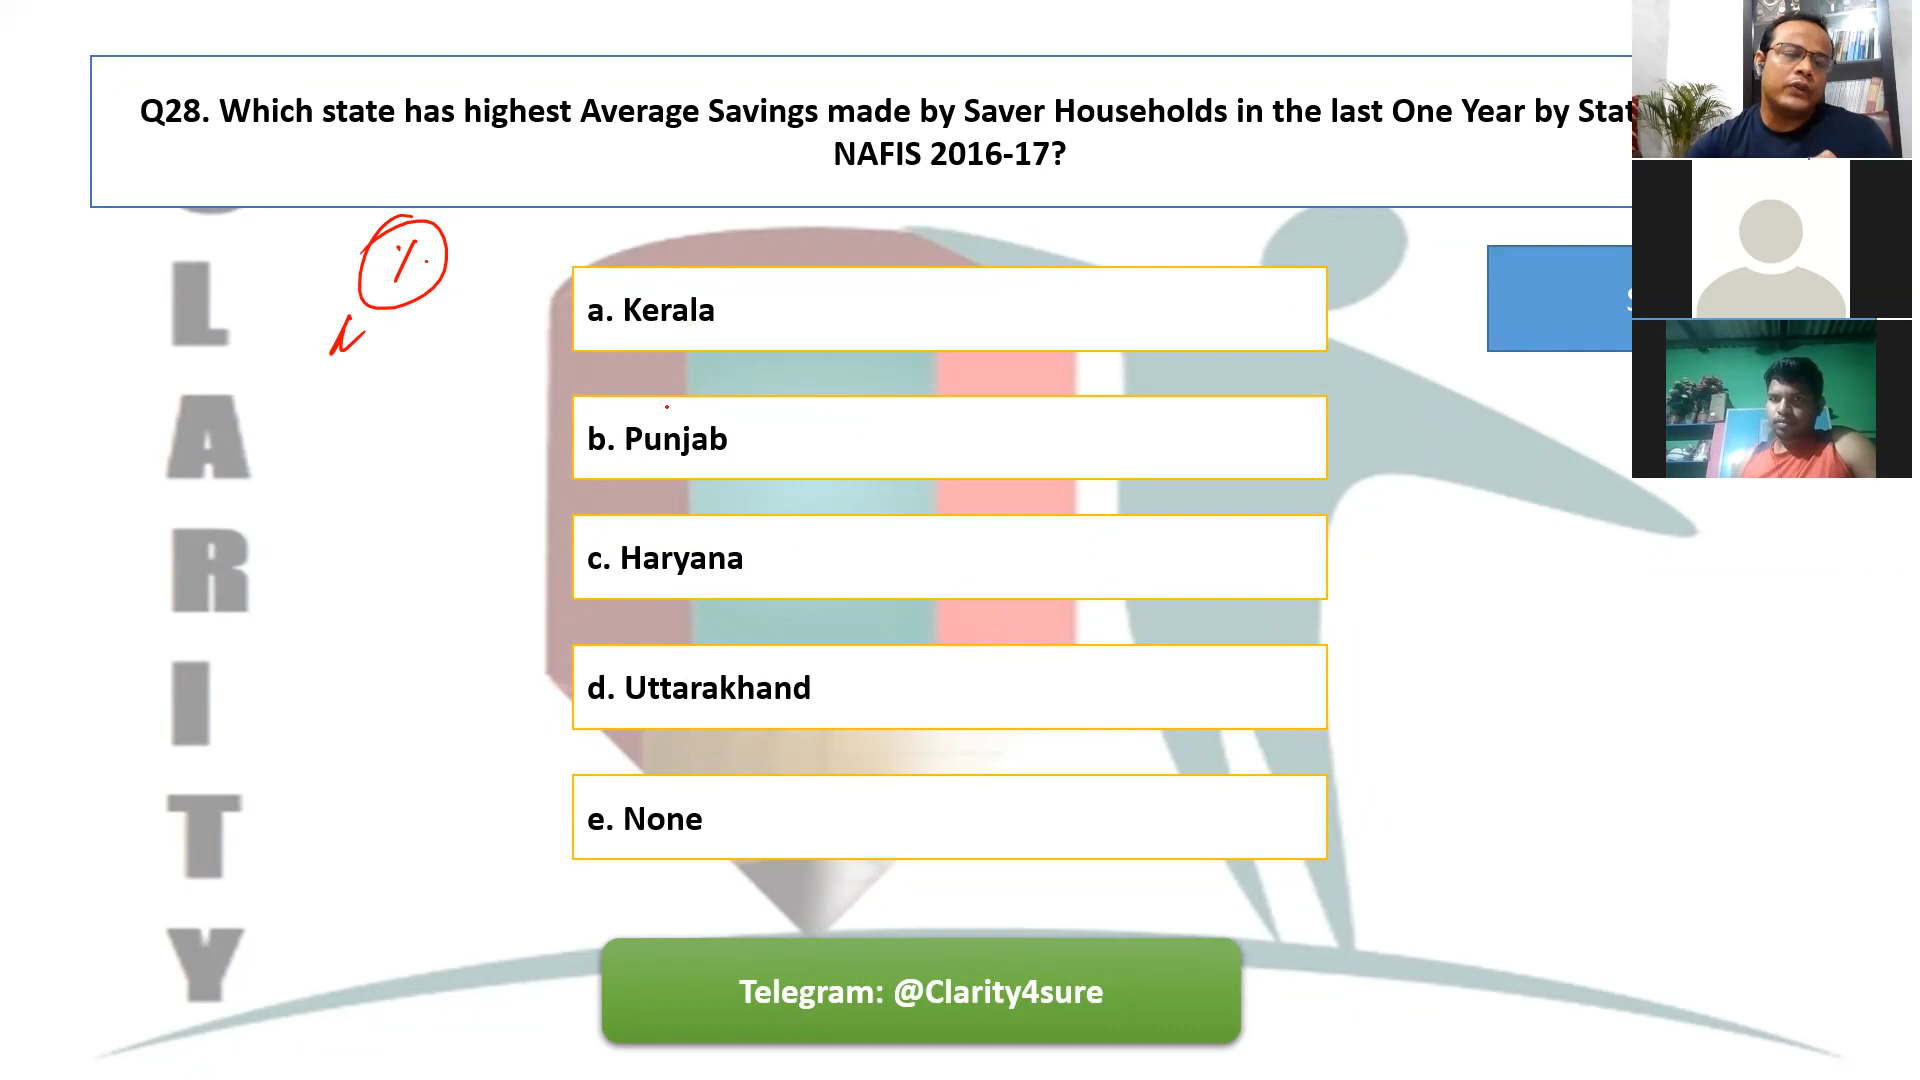 Q28. Which state has highest Average Savings made by Saver Households in the last One Year by Stat
NAFIS 2016-17?
%
a. Kerala
b. Punjab
c. Haryana
d. Uttarakhand
e. None
L
A
R
I
T
Y
Telegram: @Clarity4sure